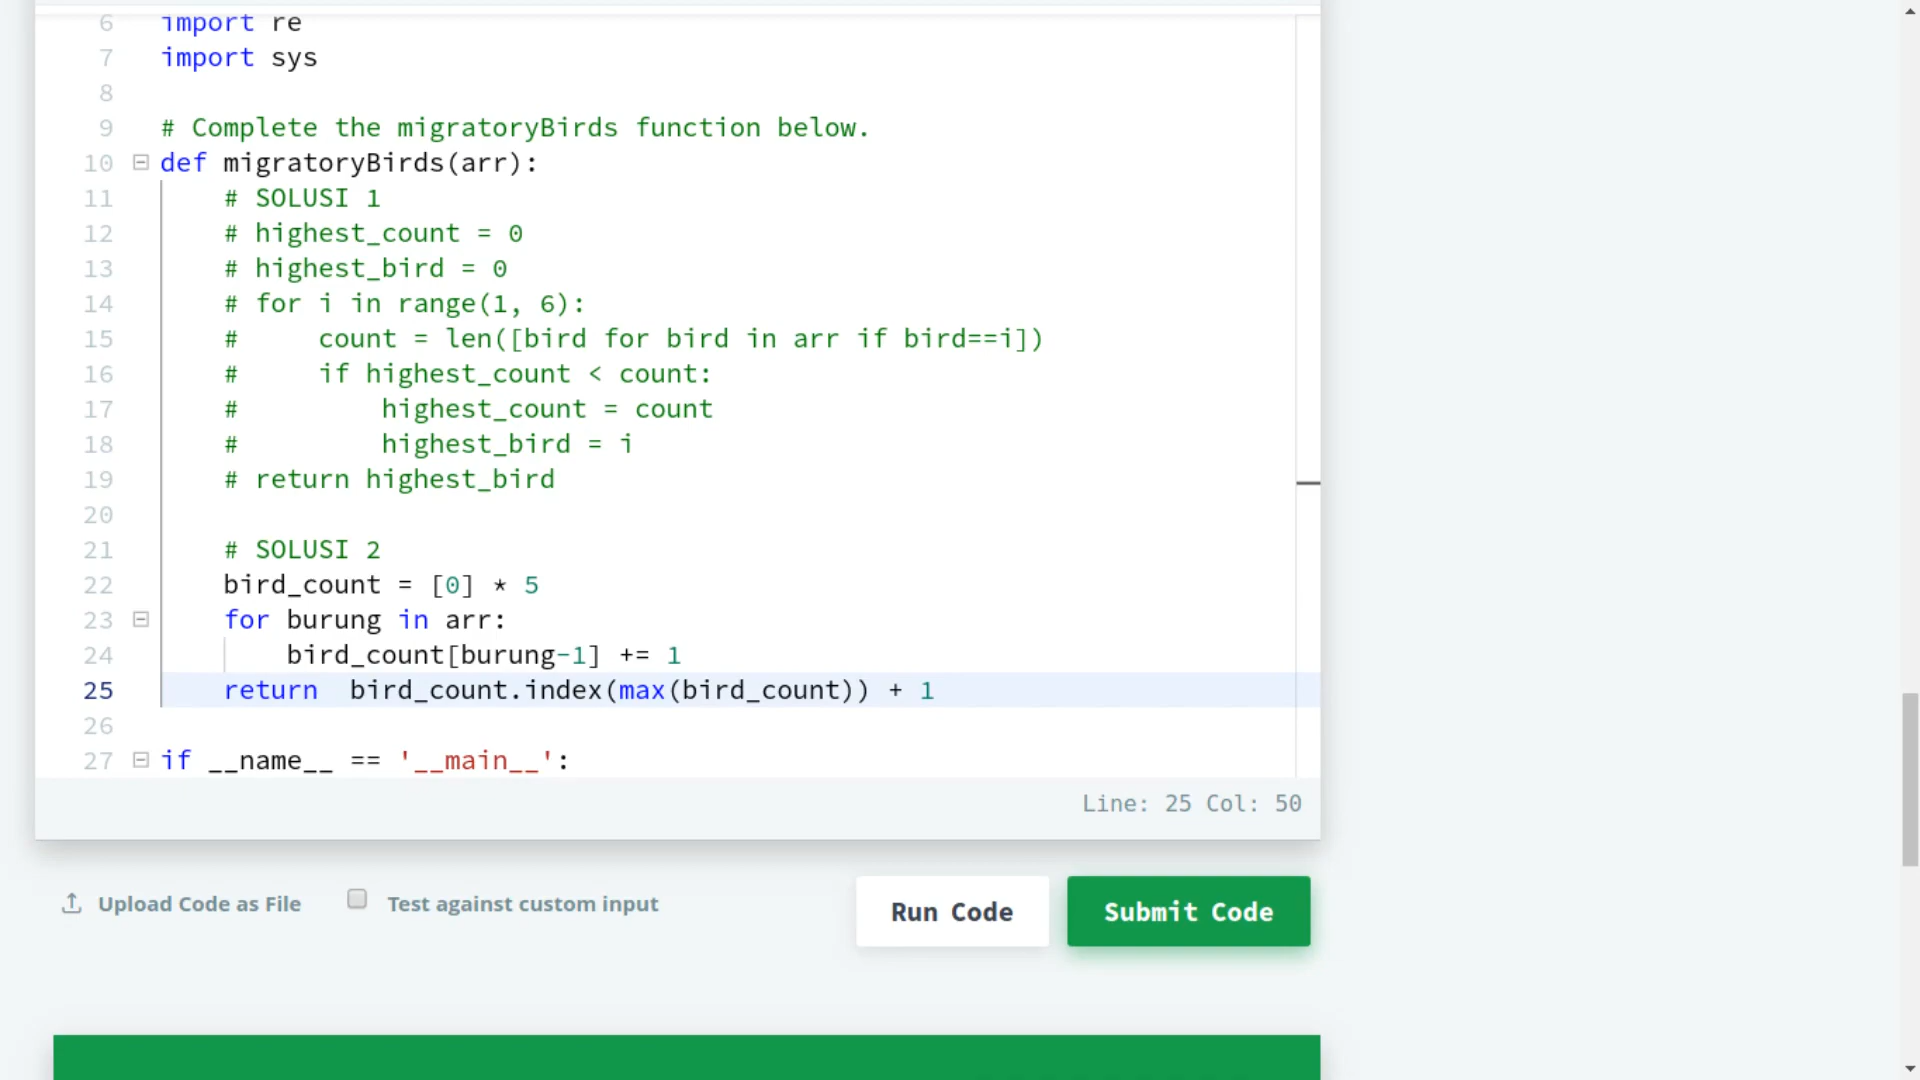 6 import re
7 import sys
8
9 # Complete the migratoryBirds function below.
10 def migratoryBirds(arr):
11     # SOLUSI 1
12     # highest_count = 0
13     # highest_bird = 0
14     # for i in range(1, 6):
15     #     count = len([bird for bird in arr if bird==i])
16     #     if highest_count < count:
17     #         highest_count = count
18     #         highest_bird = i
19     # return highest_bird
20
21     # SOLUSI 2
22     bird_count = [0] * 5
23     for burung in arr:
24         bird_count[burung-1] += 1
25     return  bird_count.index(max(bird_count)) + 1
26
27 if __name__ == '__main__':
Line: 25 Col: 50
Upload Code as File
Test against custom input
Run Code
Submit Code